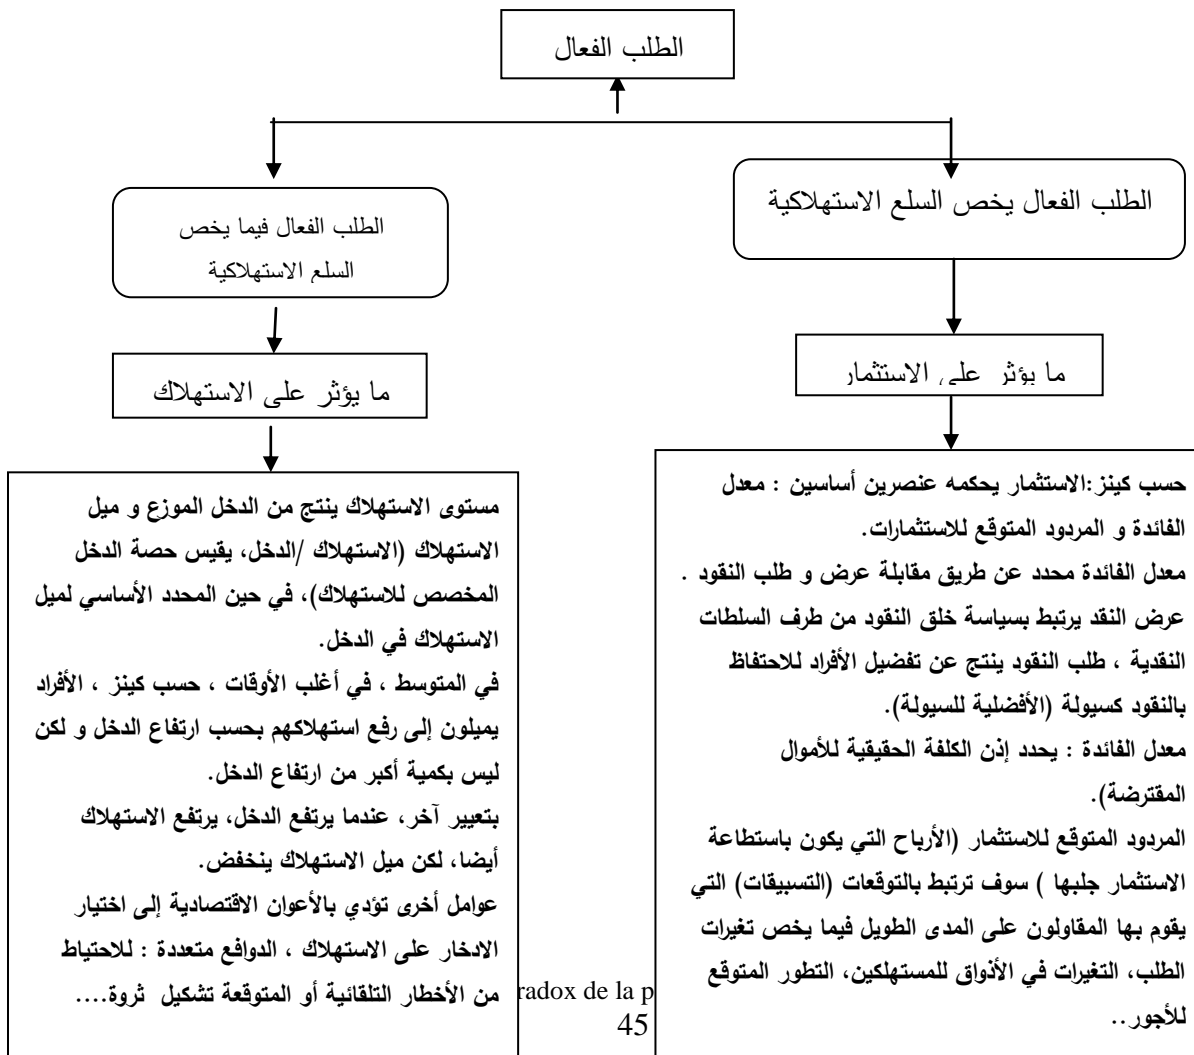 الطلب الفعال
الطلب الفعال يخص السلع الاستهلاكية
الطلب الفعال فيما يخص
السلع الاستهلاكية
ما يؤثر على الاستثمار
ما يؤثر على الاستهلاك
حسب كينز:الاستثمار يحكمه عنصرين أساسين : معدل
الفائدة و المردود المتوقع للاستثمارات.
معدل الفائدة محدد عن طريق مقابلة عرض و طلب النقود .
عرض النقد يرتبط بسياسة خلق النقود من طرف السلطات
النقدية ، طلب النقود ينتج عن تفضيل الأفراد للاحتفاظ
بالنقود كسيولة (الأفضلية للسيولة).
معدل الفائدة : يحدد إذن الكلفة الحقيقية للأموال
المقترضة).
المردود المتوقع للاستثمار (الأرباح التي يكون باستطاعة
الاستثمار جلبها ) سوف ترتبط بالتوقعات (التسبيقات) التي
يقوم بها المقاولون على المدى الطويل فيما يخص تغيرات
الطلب، التغيرات في الأذواق للمستهلكين، التطور المتوقع
للأجور..
مستوى الاستهلاك ينتج من الدخل الموزع و ميل
الاستهلاك (الاستهلاك /الدخل، يقيس حصة الدخل
المخصص للاستهلاك)، في حين المحدد الأساسي لميل
الاستهلاك في الدخل.
في المتوسط ، في أغلب الأوقات ، حسب كينز ، الأفراد
يميلون إلى رفع استهلاكهم بحسب ارتفاع الدخل و لكن
ليس بكمية أكبر من ارتفاع الدخل.
بتعيير آخر، عندما يرتفع الدخل، يرتفع الاستهلاك
أيضا، لكن ميل الاستهلاك ينخفض.
عوامل أخرى تؤدي بالأعوان الاقتصادية إلى اختيار
الادخار على الاستهلاك ، الدوافع متعددة : للاحتياط
من الأخطار التلقائية أو المتوقعة تشكيل ثروة....
radox de la p
45